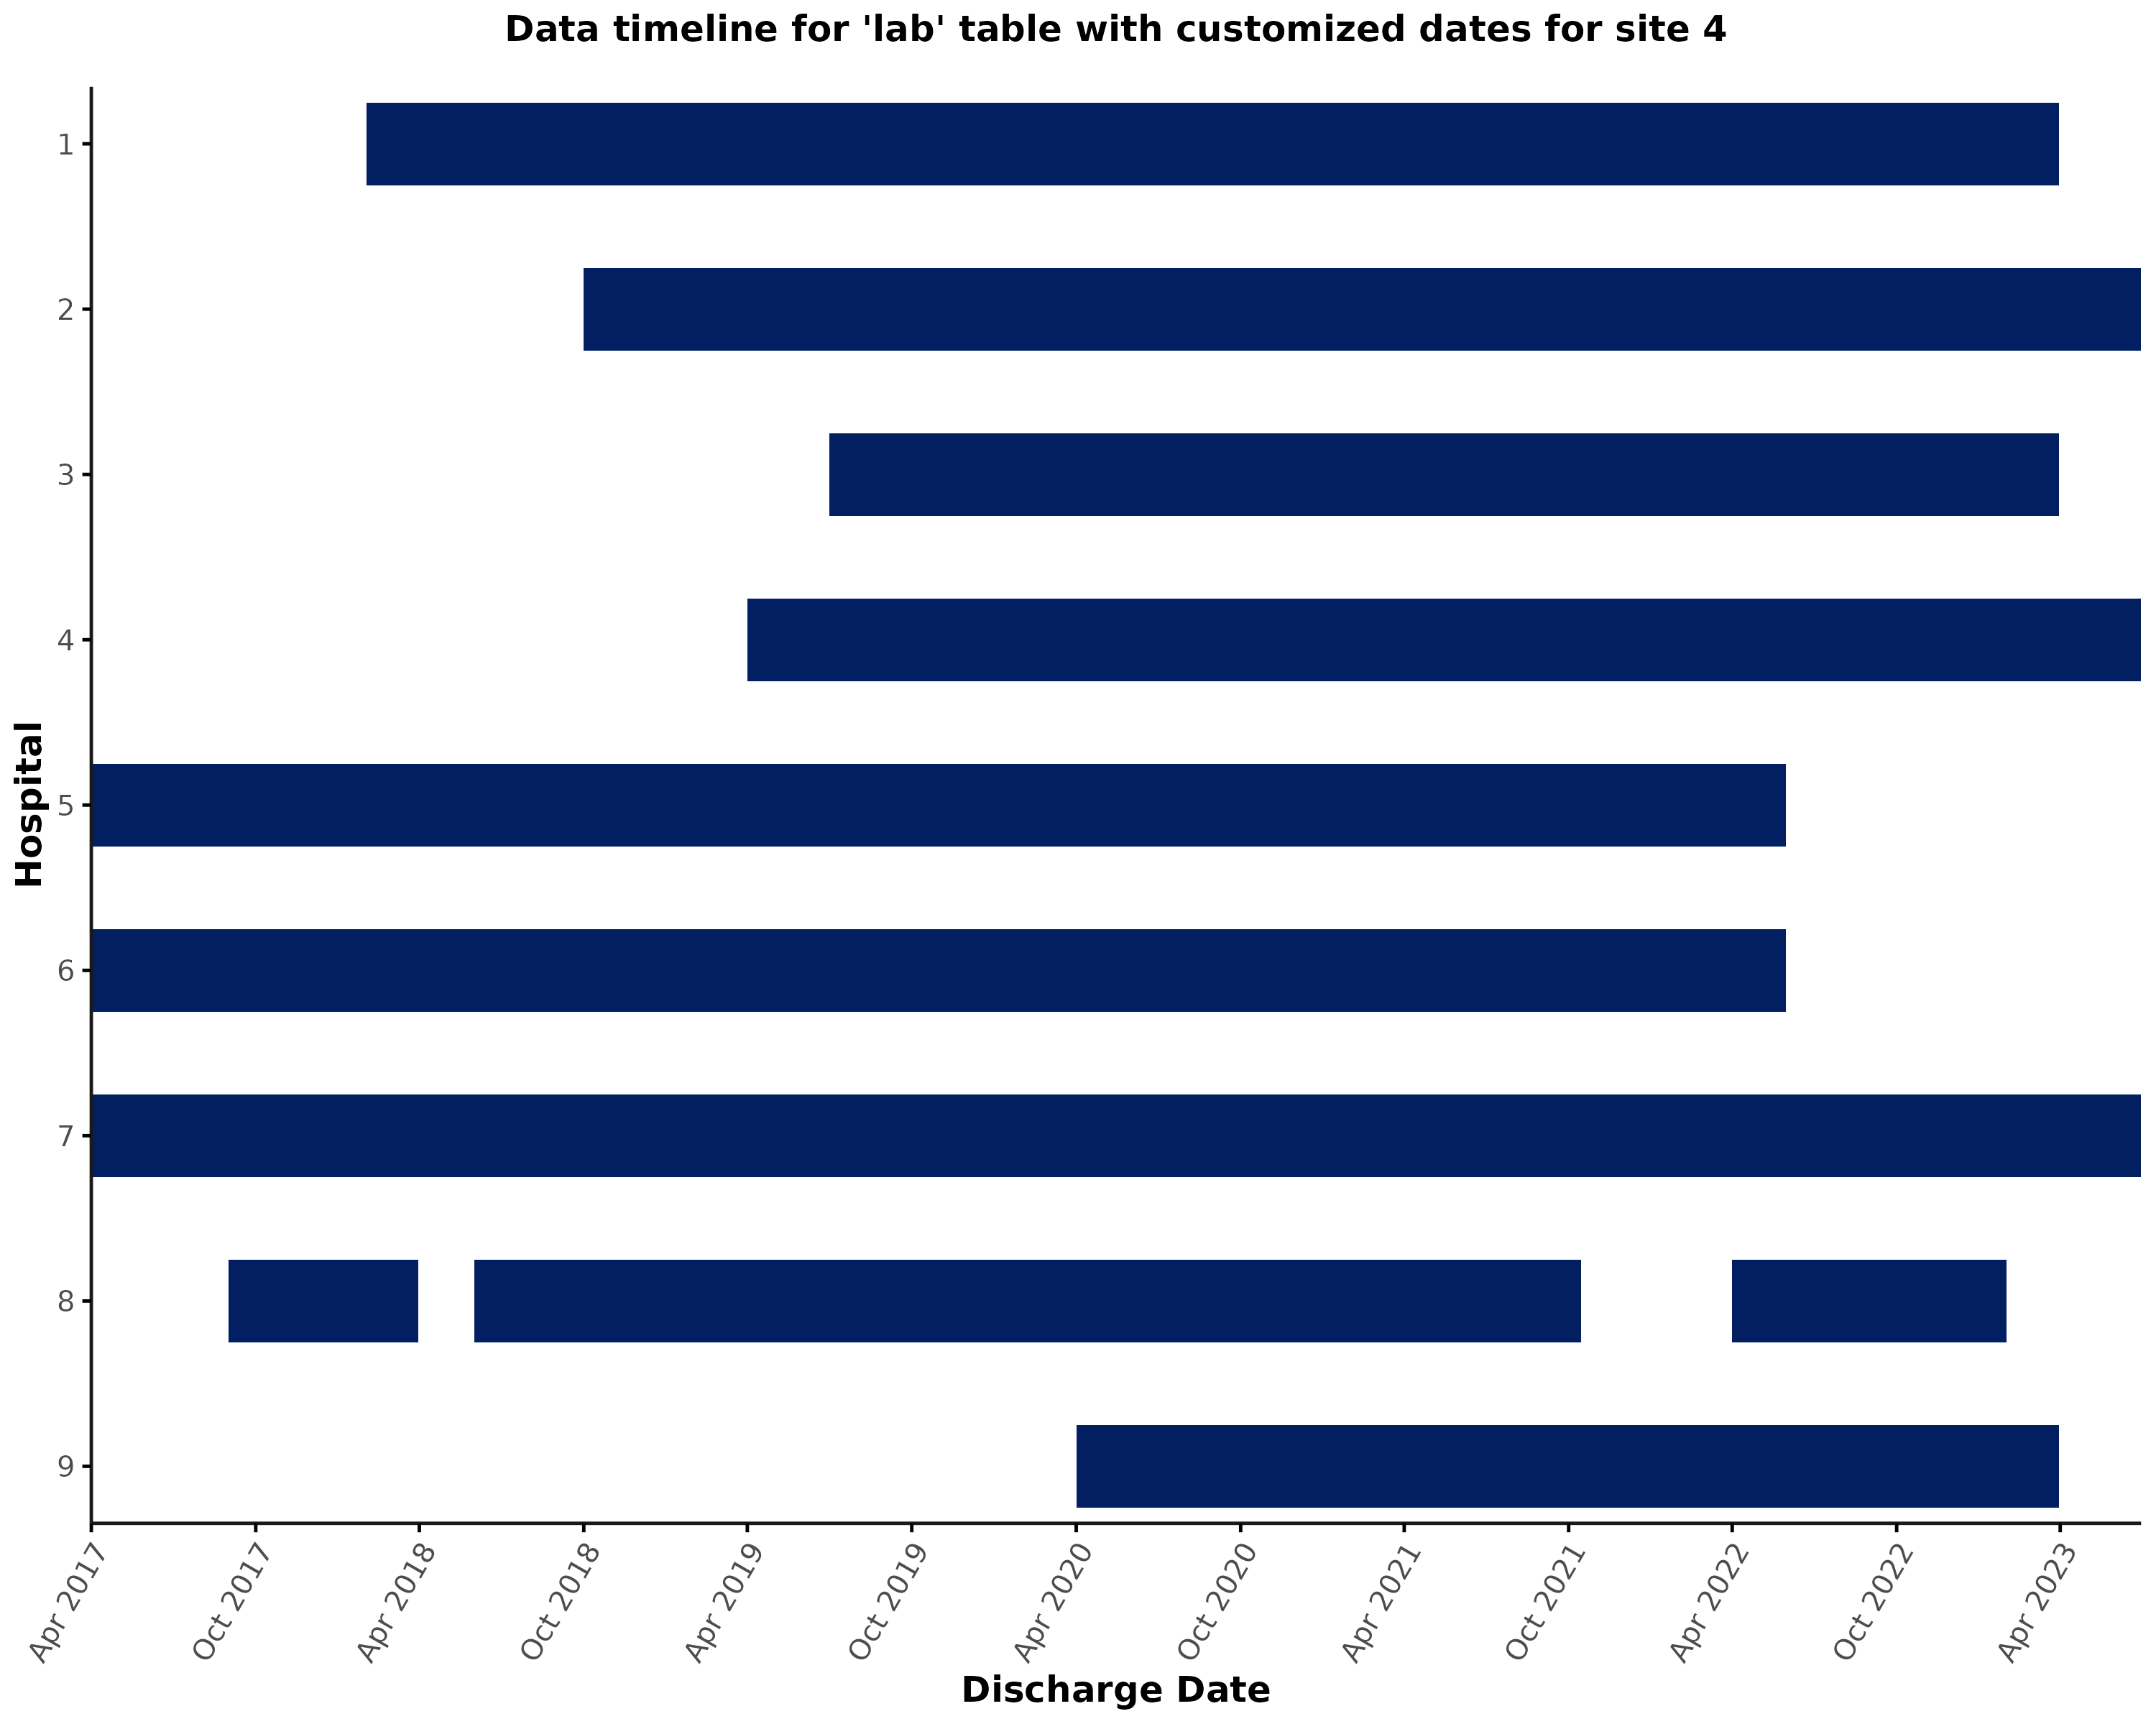 Data timeline for 'lab' table with customized dates for site 4
Hospital
1
2
3
4
5
6
7
8
9
Apr 2017
Oct 2017
Apr 2018
Oct 2018
Apr 2019
Oct 2019
Apr 2020
Oct 2020
Apr 2021
Oct 2021
Apr 2022
Oct 2022
Apr 2023
Discharge Date